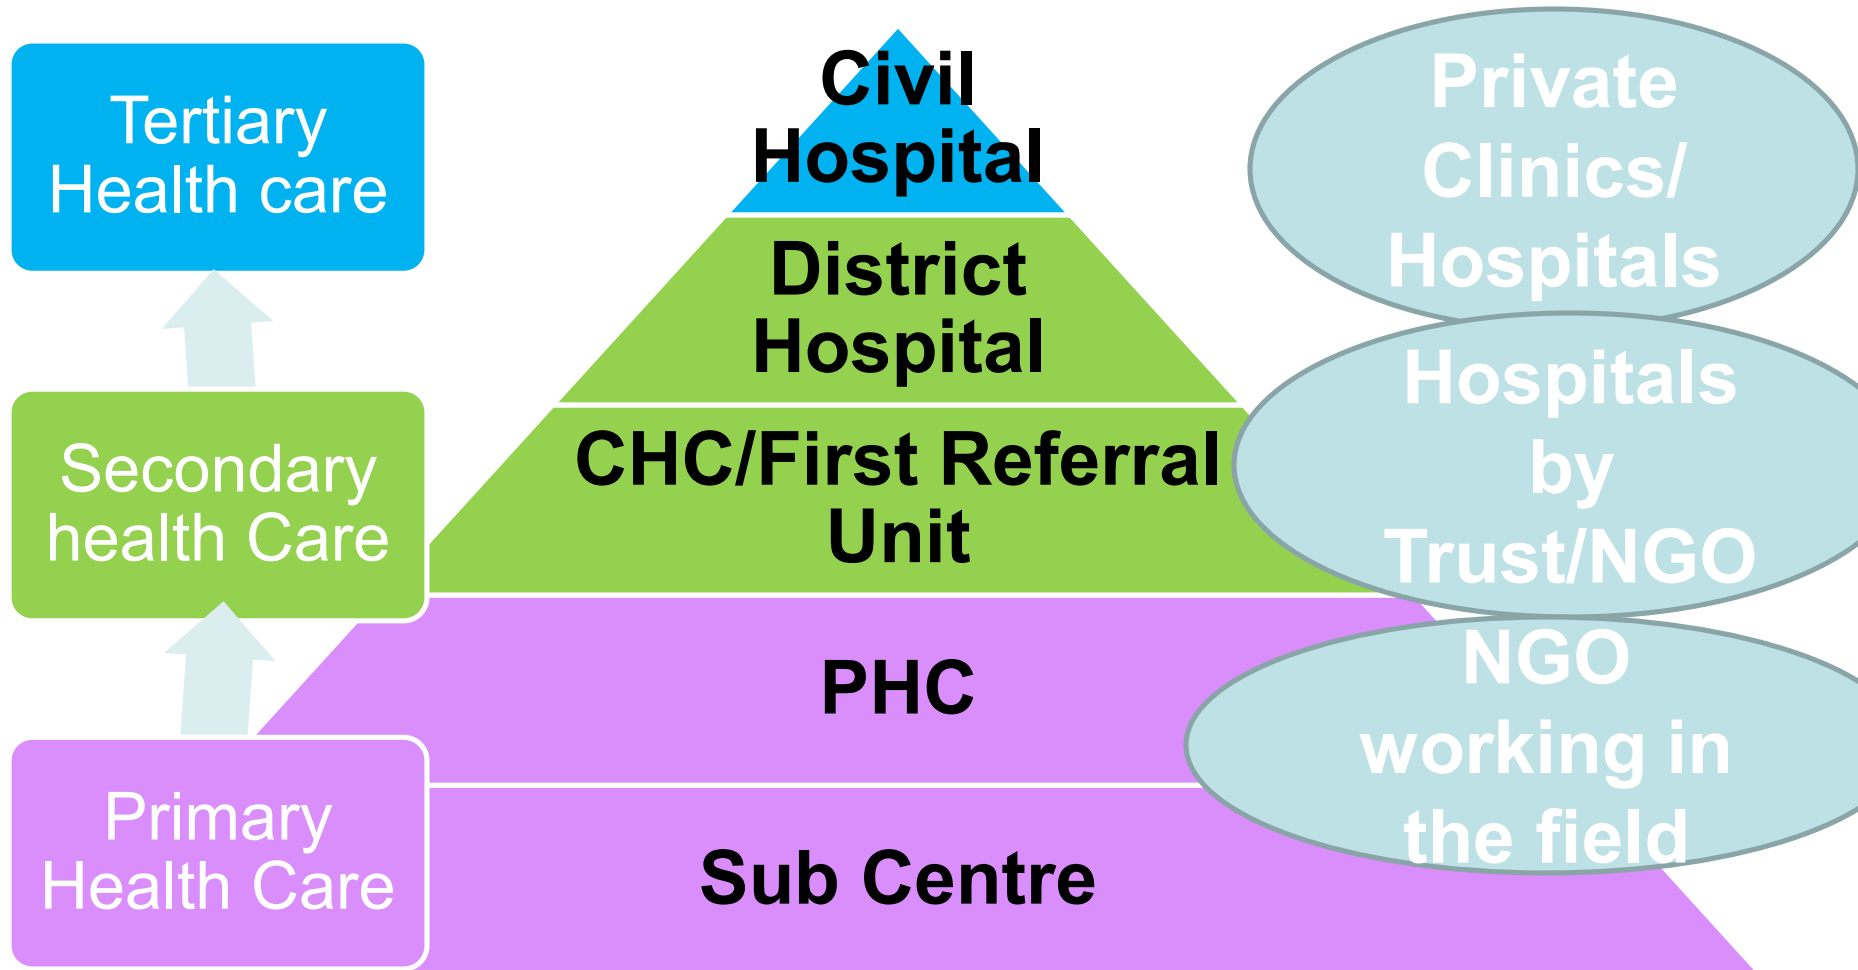 Tertiary
Health care
Secondary
health Care
Primary
Health Care
Civil
Hospital
District
Hospital
CHC/First Referral
Unit
PHC
Sub Centre
Private
Clinics/
Hospitals
Hospitals
by
Trust/NGO
NGO
working in
the field